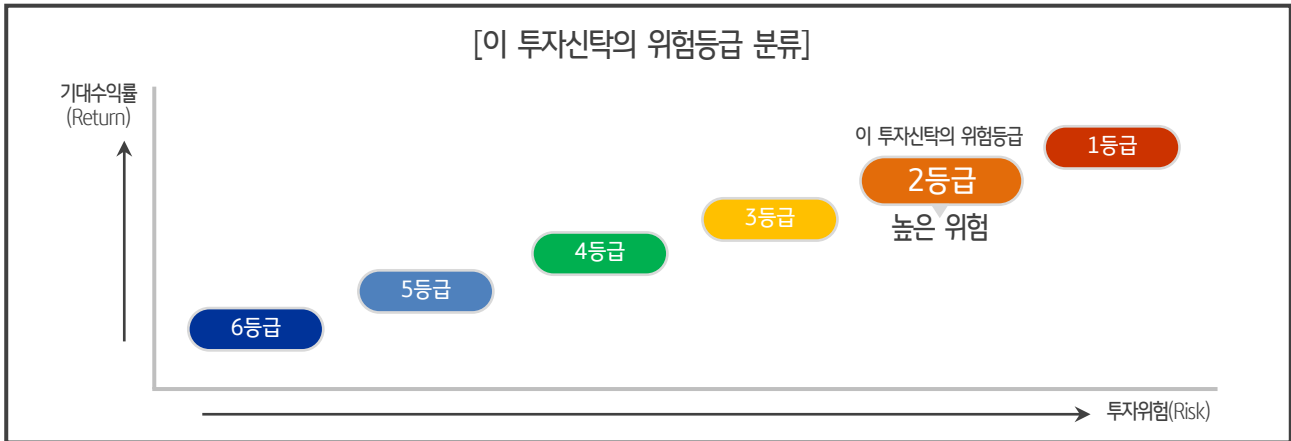 [이 투자신탁의 위험등급 분류]
기대수익률
(Return)
이 투자신탁의 위험등급
1등급
2등급
높은 위험
3등급
4등급
5등급
6등급
투자위험(Risk)